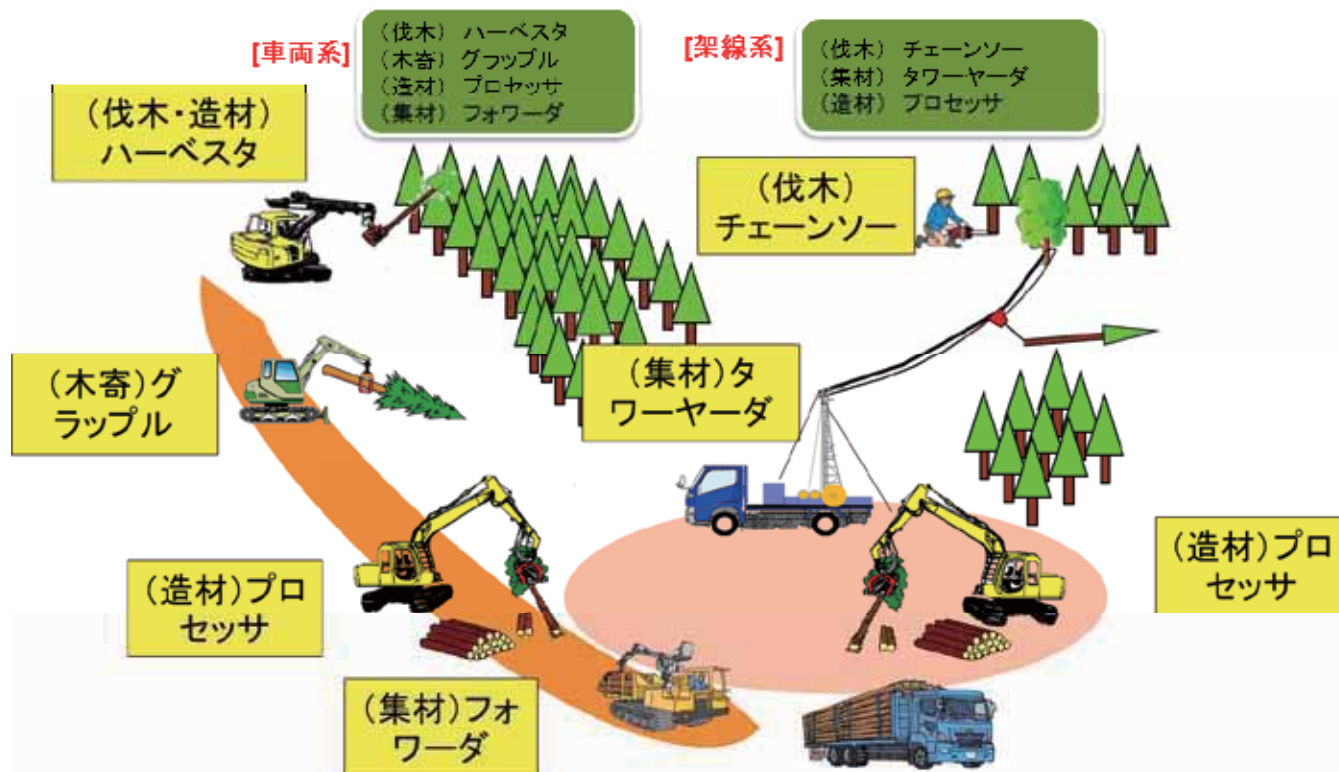 [車両系]
(伐木) ハーベスタ
(木寄) グラップル
(造材) プロセッサ
(集材) フォワーダ
[架線系]
(伐木) チェーンソー
(集材) タワーヤーダ
(造材) プロセッサ
(伐木・造材)
ハーベスタ
(伐木)
チェーンソー
(木寄)グ
ラップル
(集材)タ
ワーヤーダ
(造材)プロ
セッサ
(造材)プロ
セッサ
(集材)フォ
ワーダ